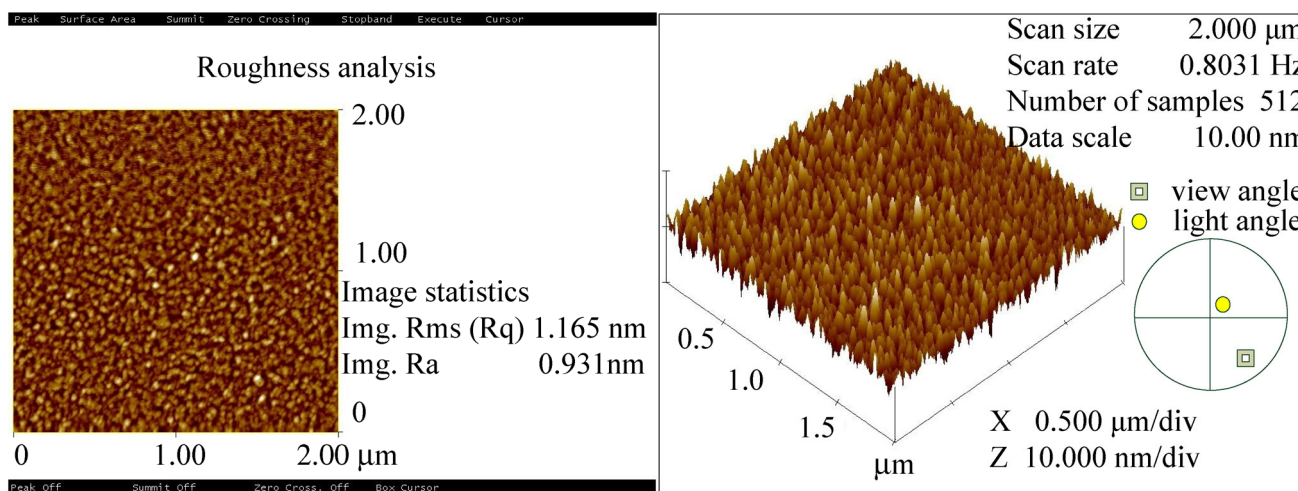 Peak Surface Area Summit Zero Crossing Stopband Execute Cursor
Roughness analysis
2.00
1.00
Image statistics
Img. Rms (Rq) 1.165 nm
Img. Ra 0.931nm
0
0 1.00 2.00 μm
Peak Off Summit Off Zero Cross. Off Box Cursor
Scan size 2.000 μm
Scan rate 0.8031 Hz
Number of samples 512
Data scale 10.00 nm
view angle
light angle
0.5
1.0
1.5
μm
X 0.500 μm/div
Z 10.000 nm/div